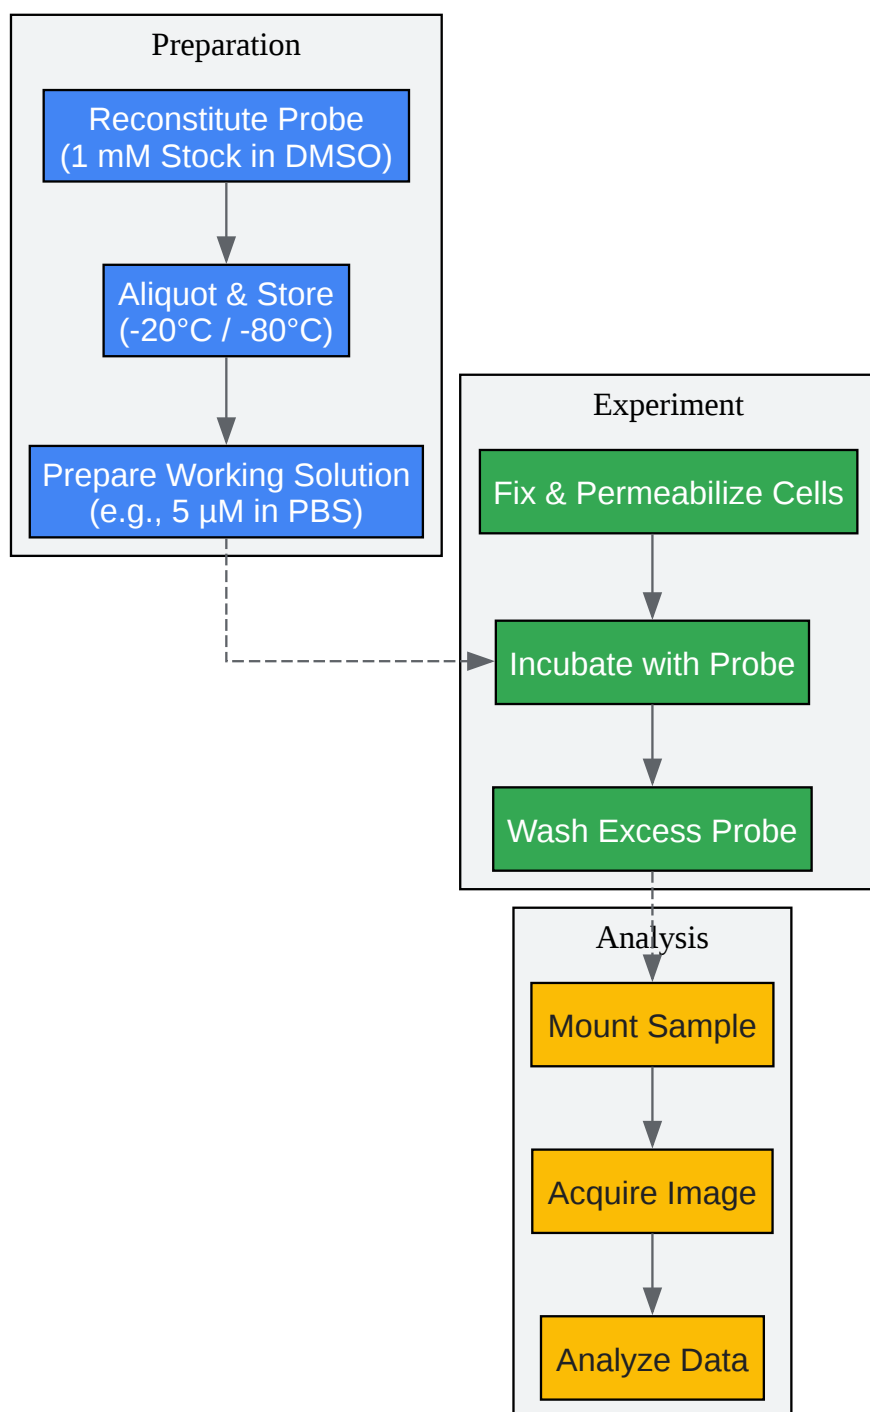 Preparation
Reconstitute Probe
(1 mM Stock in DMSO)
Aliquot & Store
(-20°C / -80°C)
Prepare Working Solution
(e.g., 5 µM in PBS)
Experiment
Fix & Permeabilize Cells
Incubate with Probe
Wash Excess Probe
Analysis
Mount Sample
Acquire Image
Analyze Data